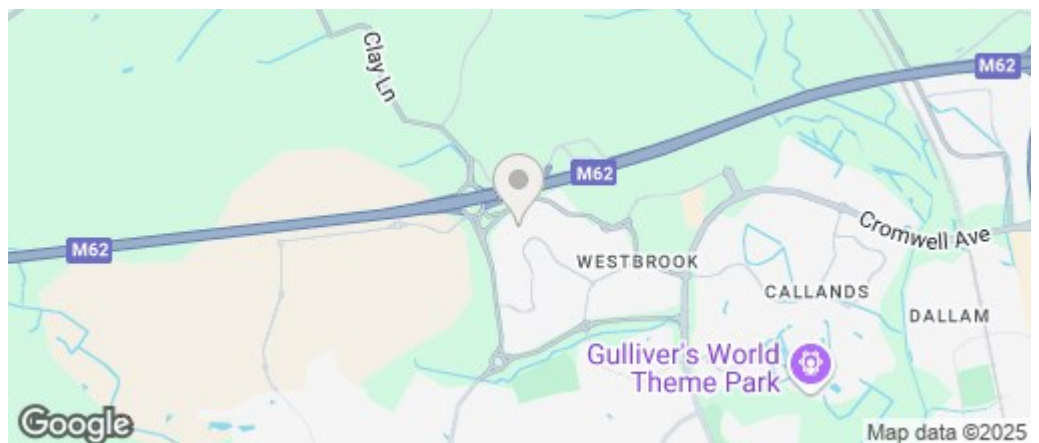 Clay Ln
M62
M62
M62
Cromwell Ave
WESTBROOK
CALLANDS
DALLAM
Gulliver's World
Theme Park
Google
Map data ©2025